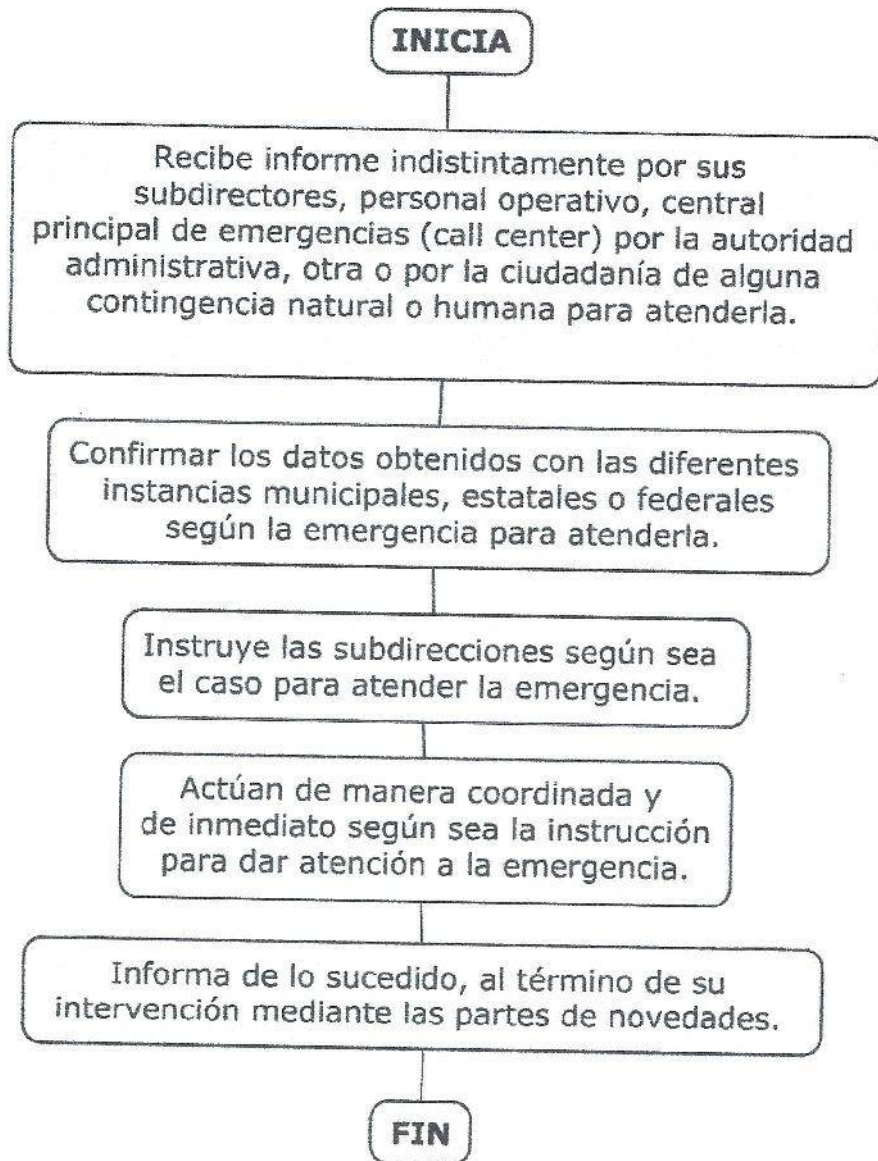 INICIA
Recibe informe indistintamente por sus
subdirectores, personal operativo, central
principal de emergencias (call center) por la autoridad
administrativa, otra o por la ciudadanía de alguna
contingencia natural o humana para atenderla.
Confirmar los datos obtenidos con las diferentes
instancias municipales, estatales o federales
según la emergencia para atenderla.
Instruye las subdirecciones según sea
el caso para atender la emergencia.
Actúan de manera coordinada y
de inmediato según sea la instrucción
para dar atención a la emergencia.
Informa de lo sucedido, al término de su
intervención mediante las partes de novedades.
FIN